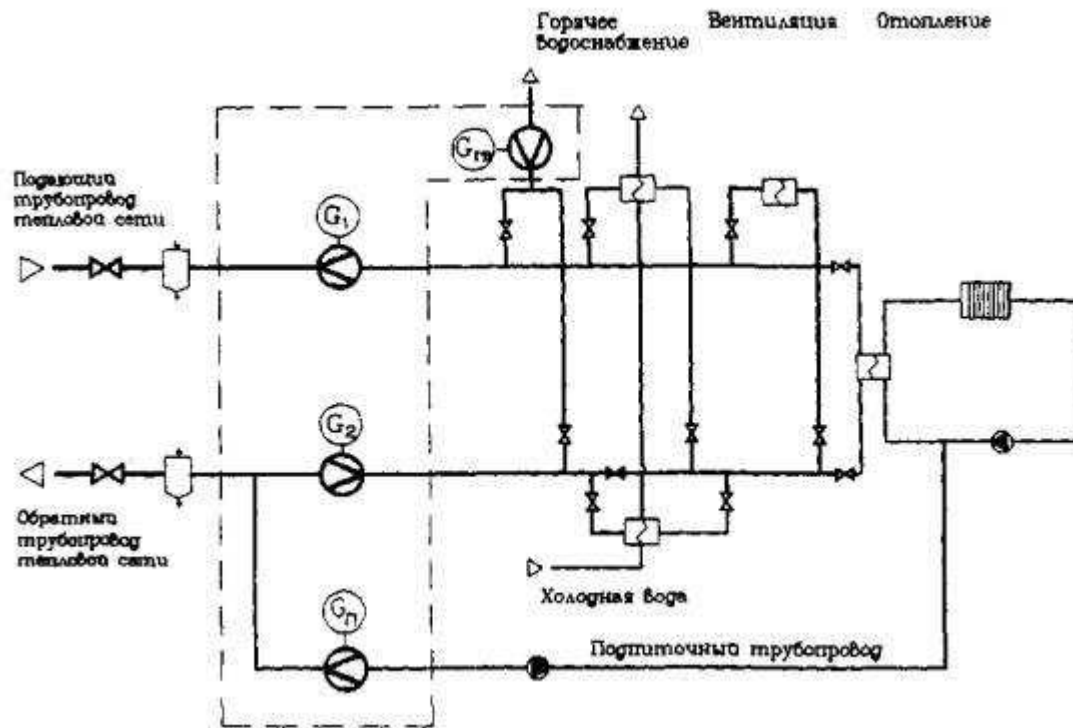 Горячее
водоснабжение
Вентиляция
Отопление
Gгв
Подающий
трубопровод
тепловой сети
G1
G2
Обратный
трубопровод
тепловой сети
Холодная вода
GП
Подпиточный трубопровод